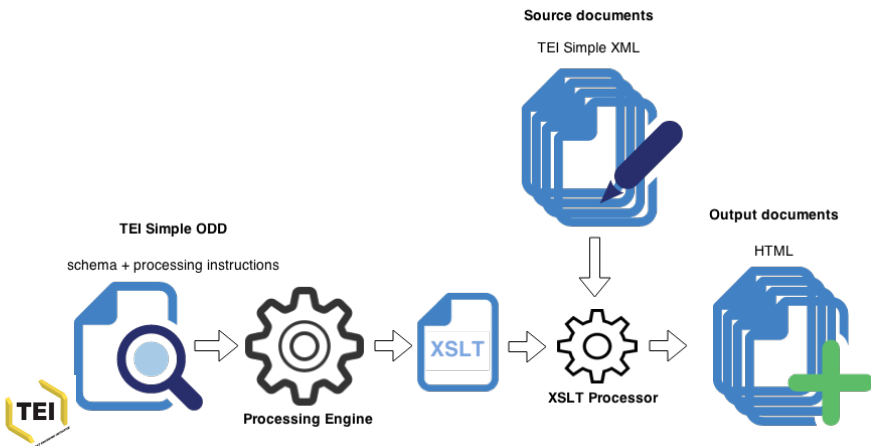 Source documents
TEI Simple XML
TEI Simple ODD
schema + processing instructions
Output documents
HTML
XSLT
Processing Engine
XSLT Processor
TEI